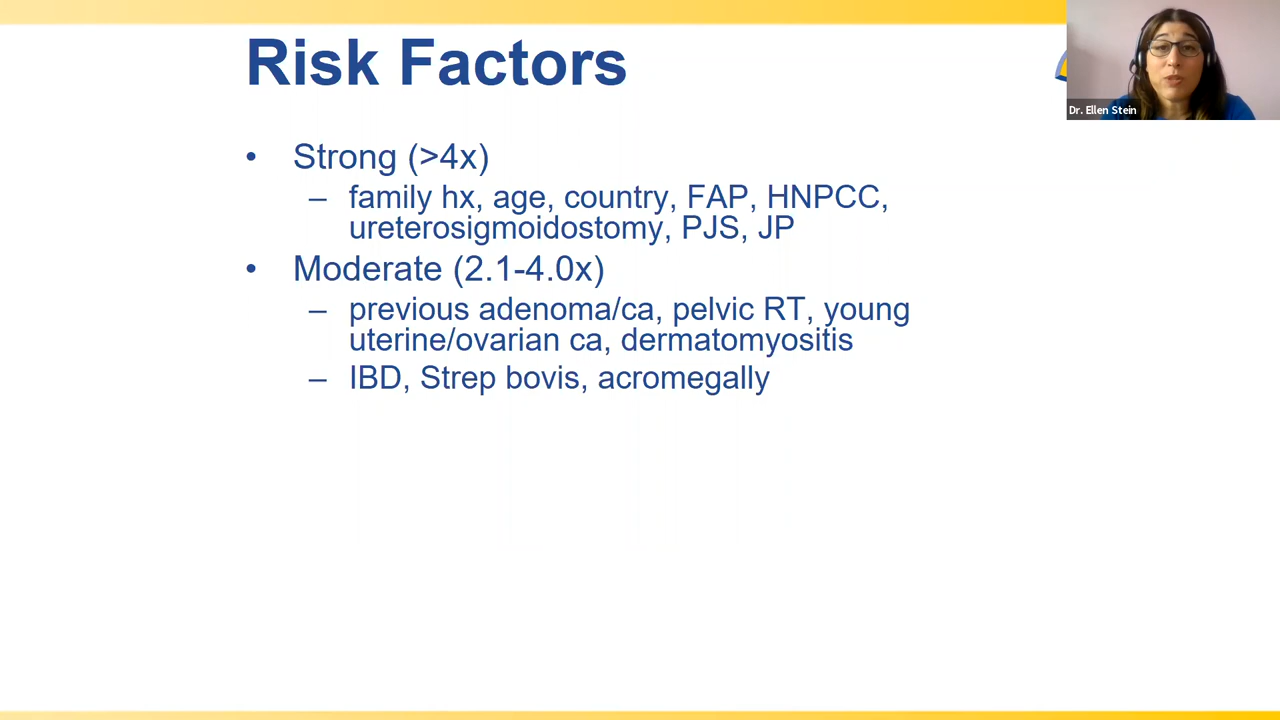 Risk Factors
Dr. Ellen Stein
• Strong (>4x)
– family hx, age, country, FAP, HNPCC,
ureterosigmoidostomy, PJS, JP
• Moderate (2.1-4.0x)
– previous adenoma/ca, pelvic RT, young
uterine/ovarian ca, dermatomyositis
– IBD, Strep bovis, acromegally